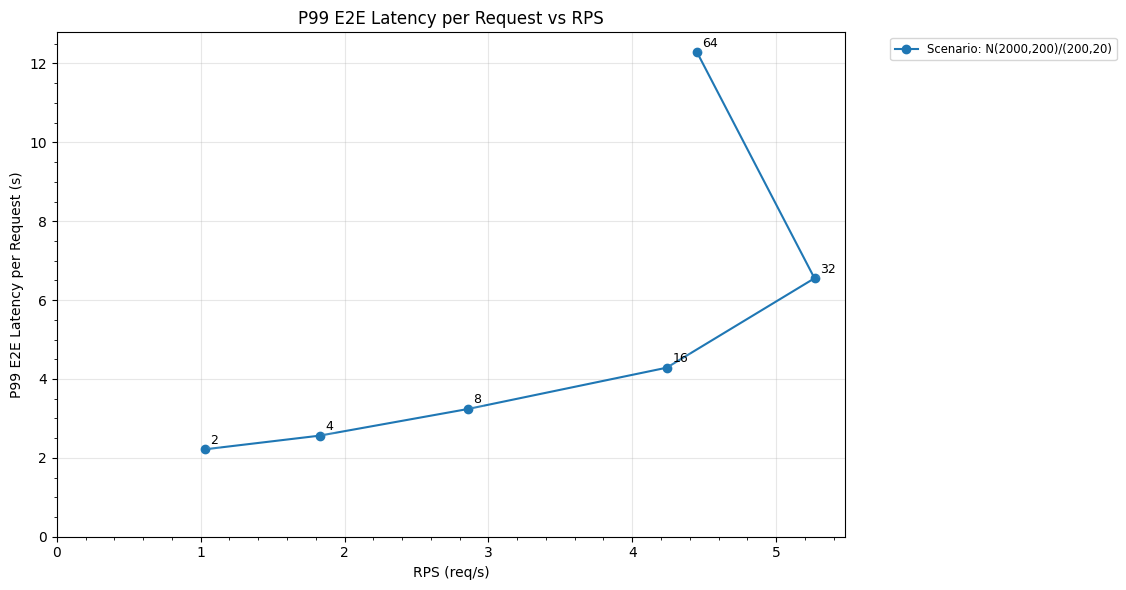 P99 E2E Latency per Request vs RPS
Scenario: N(2000,200)/(200,20)
P99 E2E Latency per Request (s)
12
10
8
6
4
2
0
64
32
16
8
4
2
0 1 2 3 4 5
RPS (req/s)